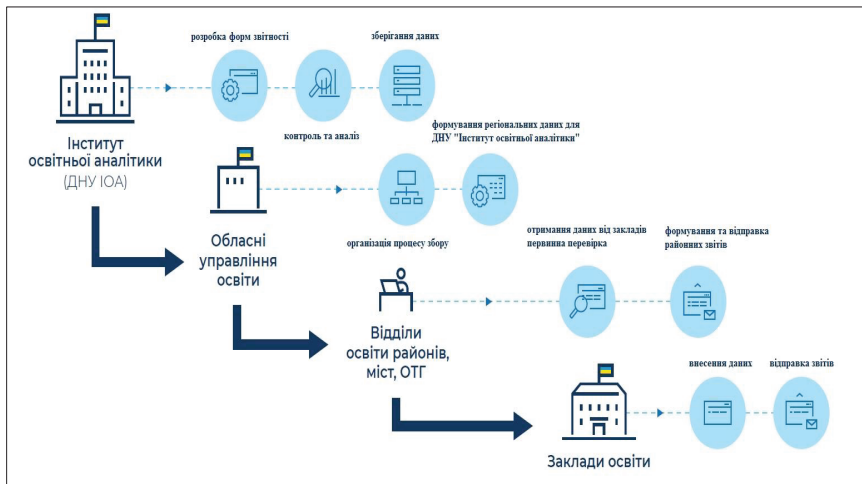 розробка форм звітності
зберігання даних
контроль та аналіз
Інститут
освітньої аналітики
(ДНУ ІОА)
формування регіональних даних для
ДНУ "Інститут освітньої аналітики"
організація процесу збору
Обласні
управління
освіти
отримання даних від закладів
первинна перевірка
формування та відправка
районних звітів
Відділи
освіти районів,
міст, ОТГ
внесення даних
відправка звітів
Заклади освіти